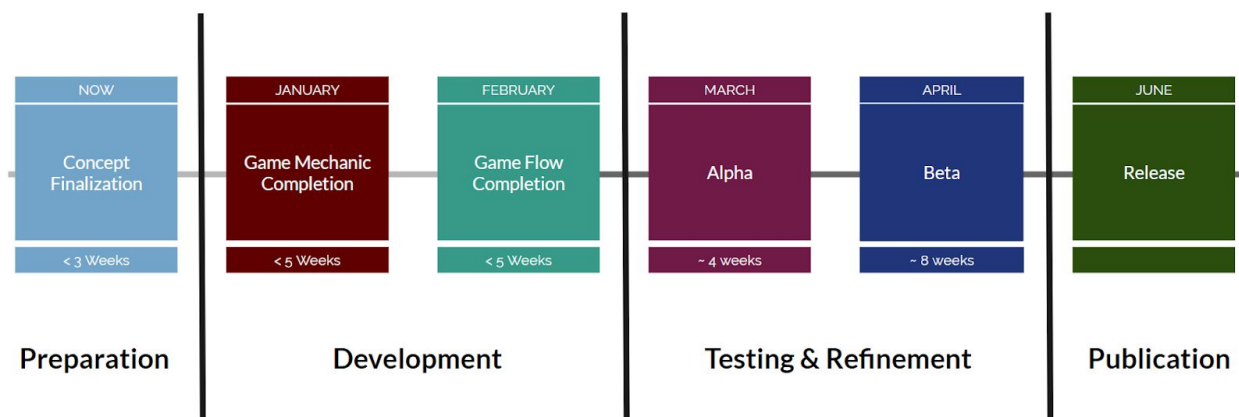 NOW
JANUARY
FEBRUARY
MARCH
APRIL
JUNE
Concept
Finalization
Game Mechanic
Completion
Game Flow
Completion
Alpha
Beta
Release
< 3 Weeks
< 5 Weeks
< 5 Weeks
~ 4 weeks
~ 8 weeks
Preparation
Development
Testing & Refinement
Publication